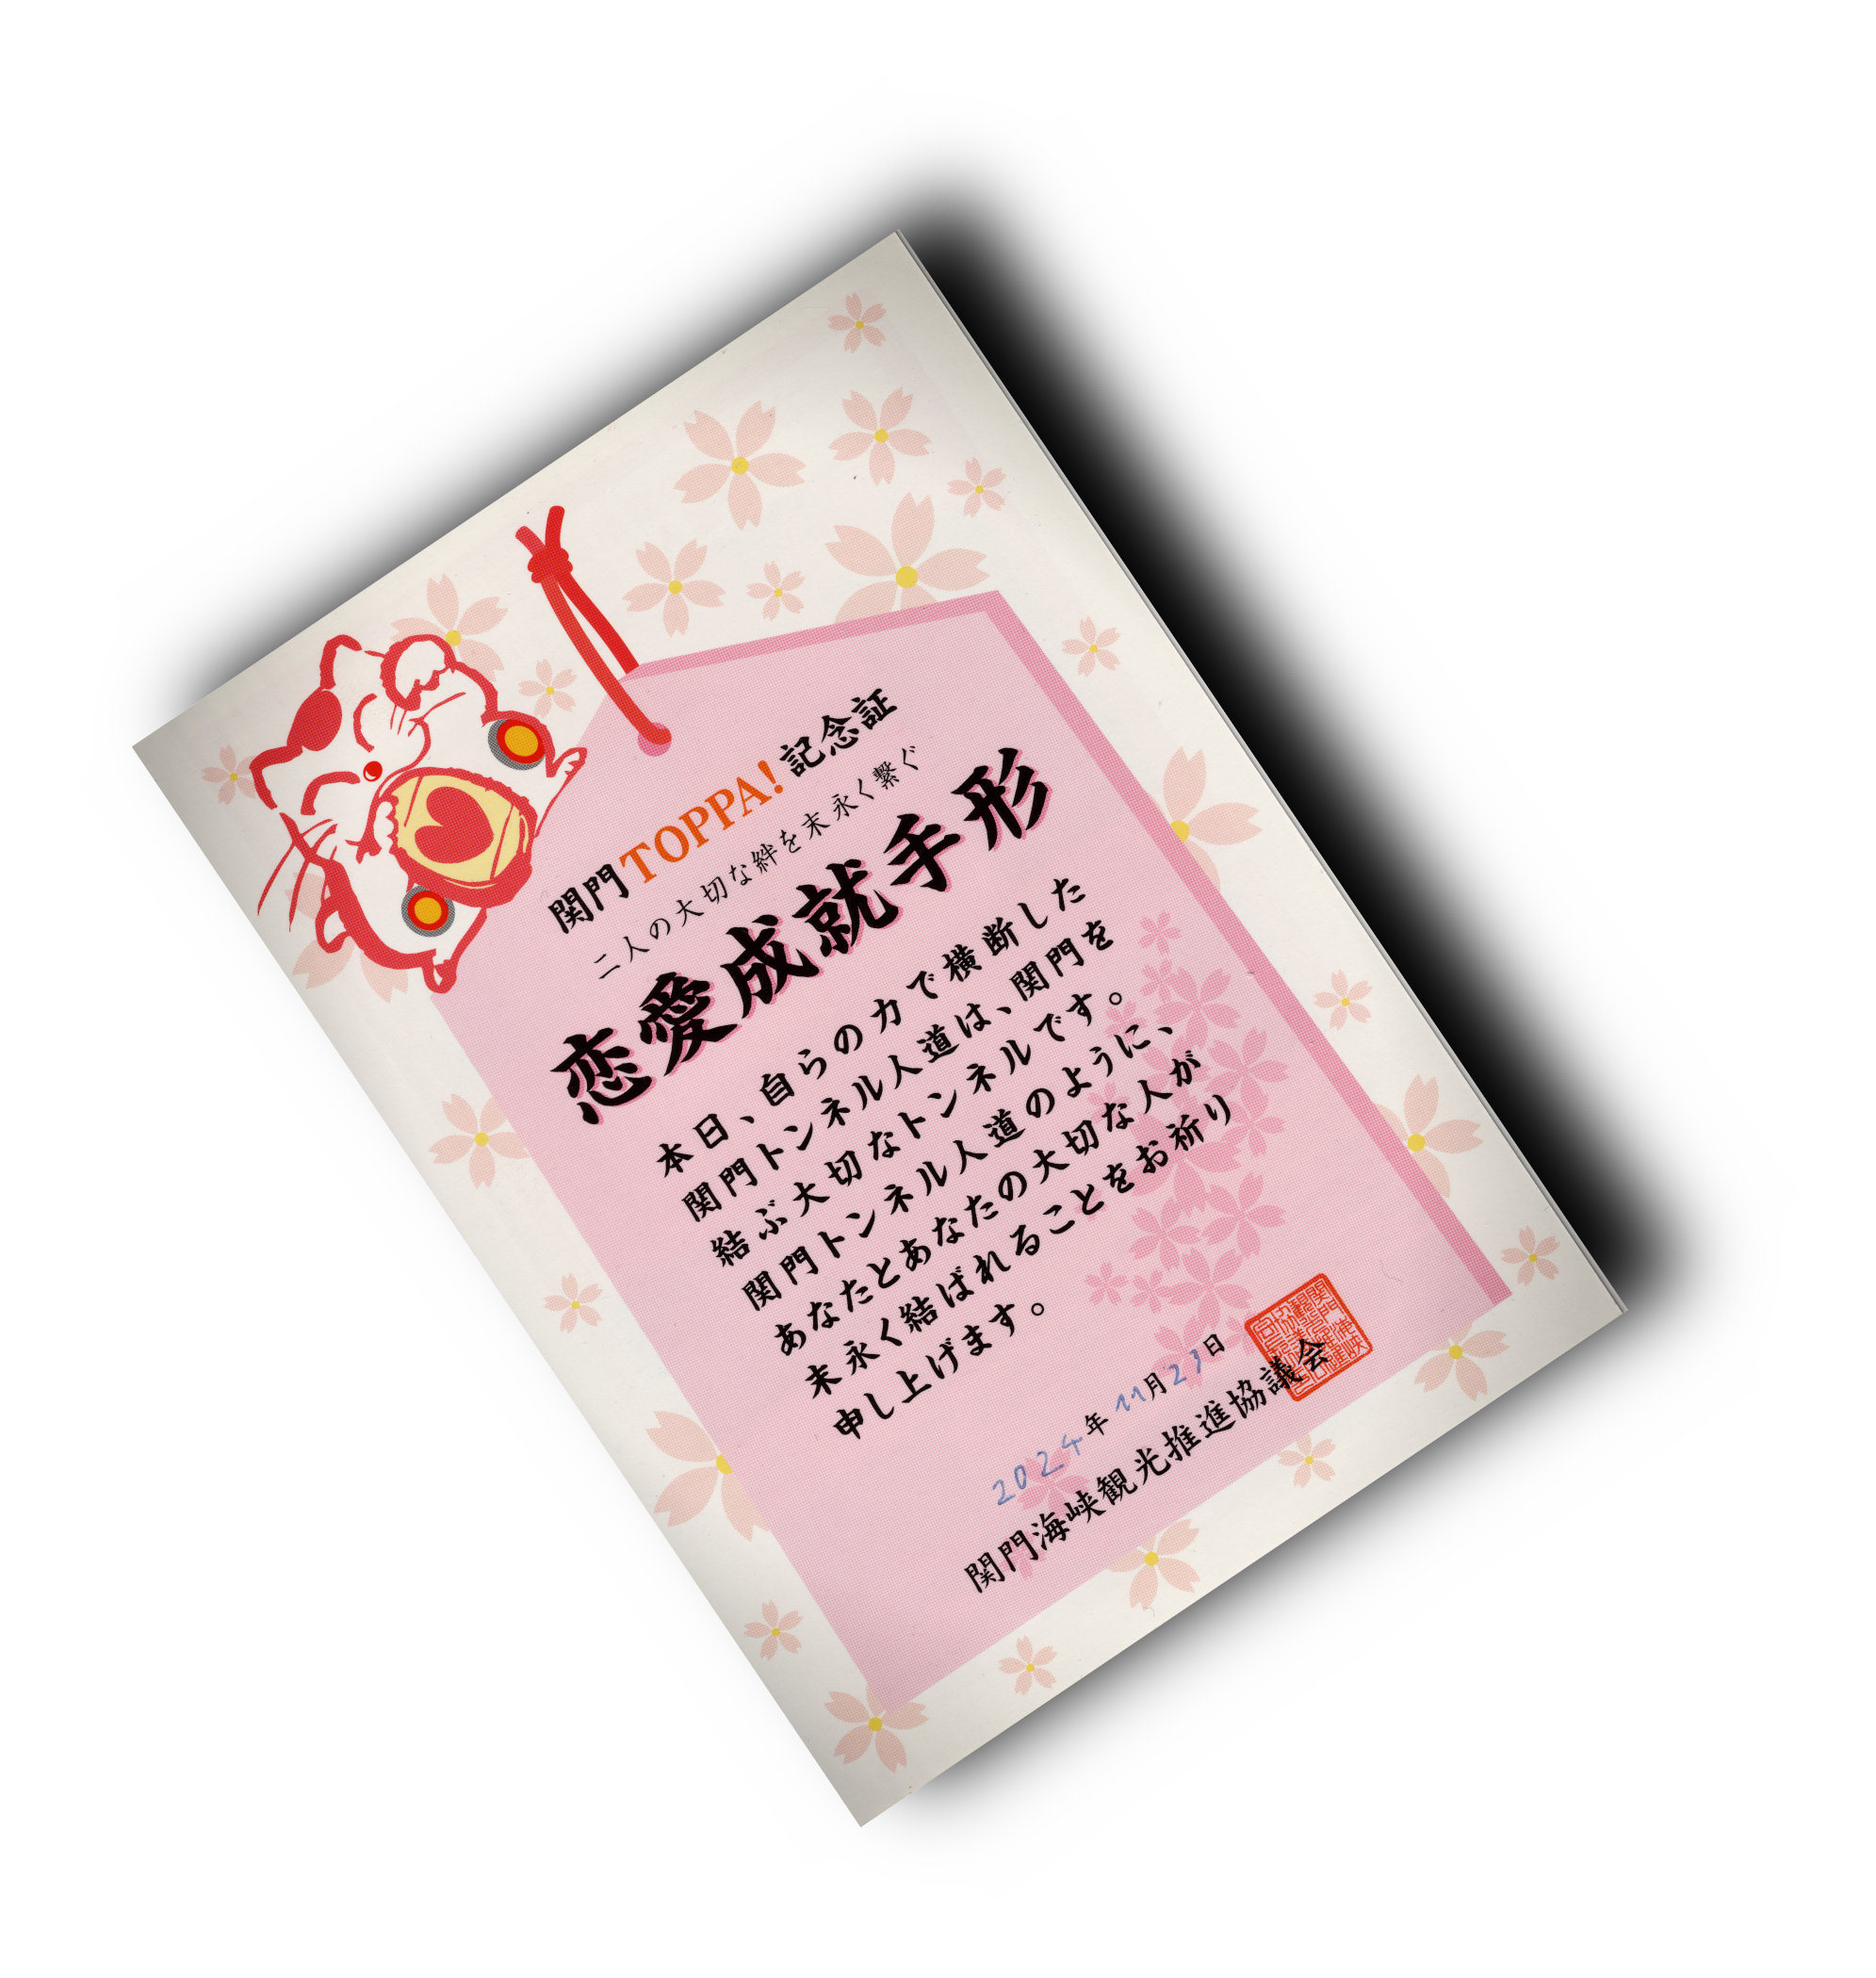 関門TOPPA!記念証
二人の大切な絆を末永く繋ぐ
恋愛成就手形
本日、自らの力で横断した
関門トンネル人道は、関門を
結ぶ大切なトンネルです。
関門トンネル人道のように、
あなたとあなたの大切な人が
末永く結ばれることをお祈り
申し上げます。
2024年11月23日
関門海峡観光推進協議会